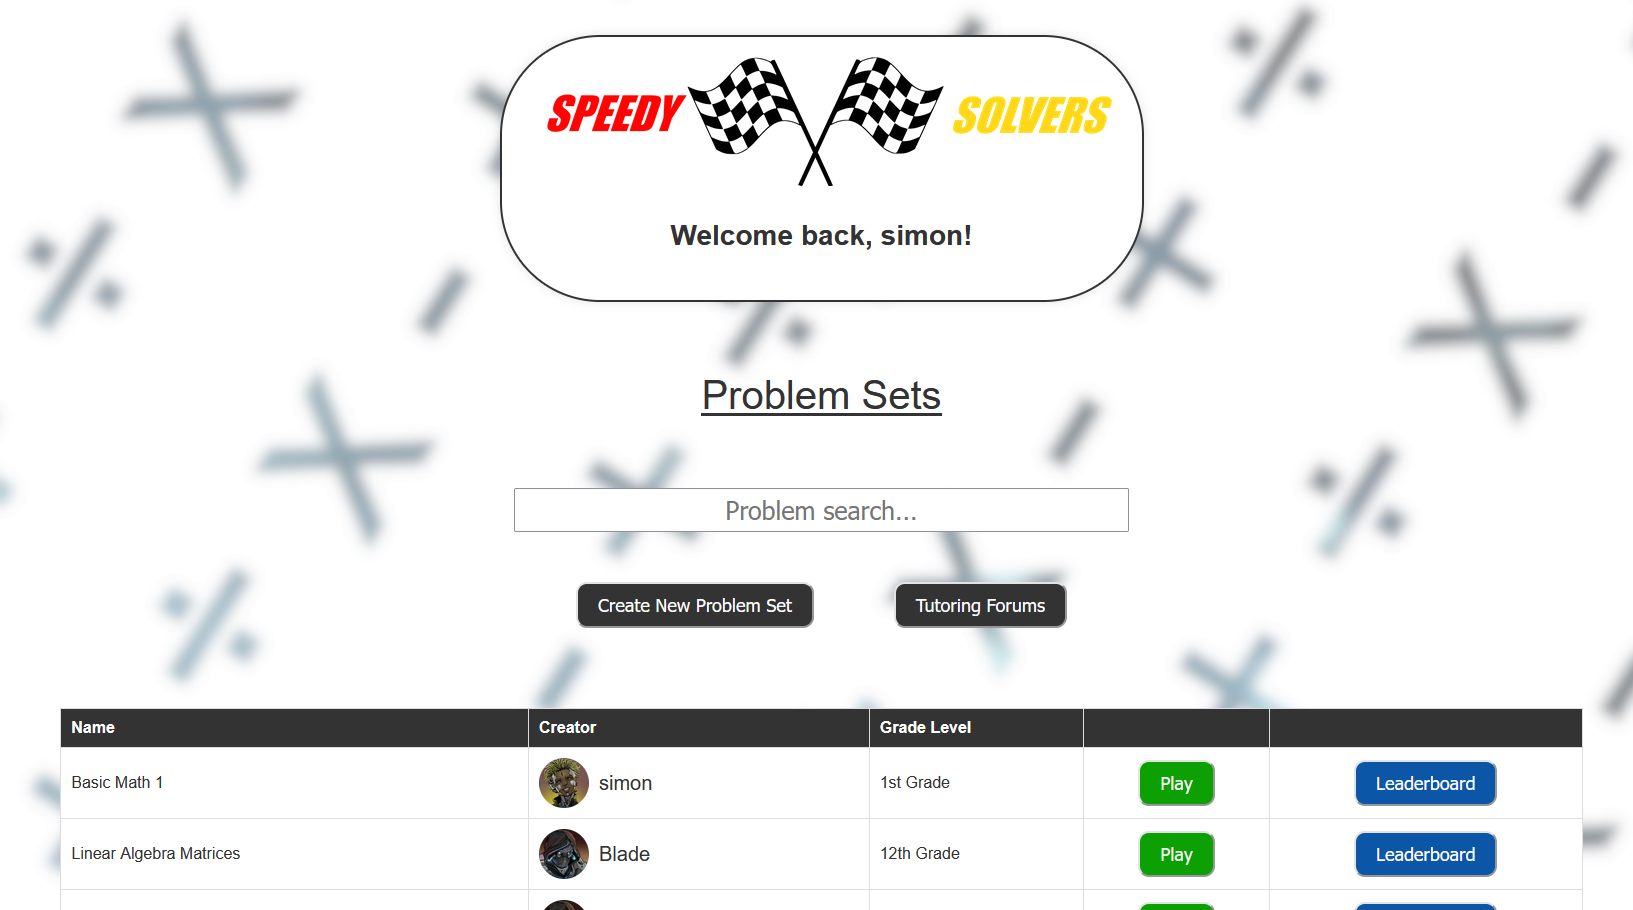 SPEEDY SOLVERS
Welcome back, simon!
Problem Sets
Problem search...
Create New Problem Set Tutoring Forums
Name Creator Grade Level
Basic Math 1 simon 1st Grade Play Leaderboard
Linear Algebra Matrices Blade 12th Grade Play Leaderboard